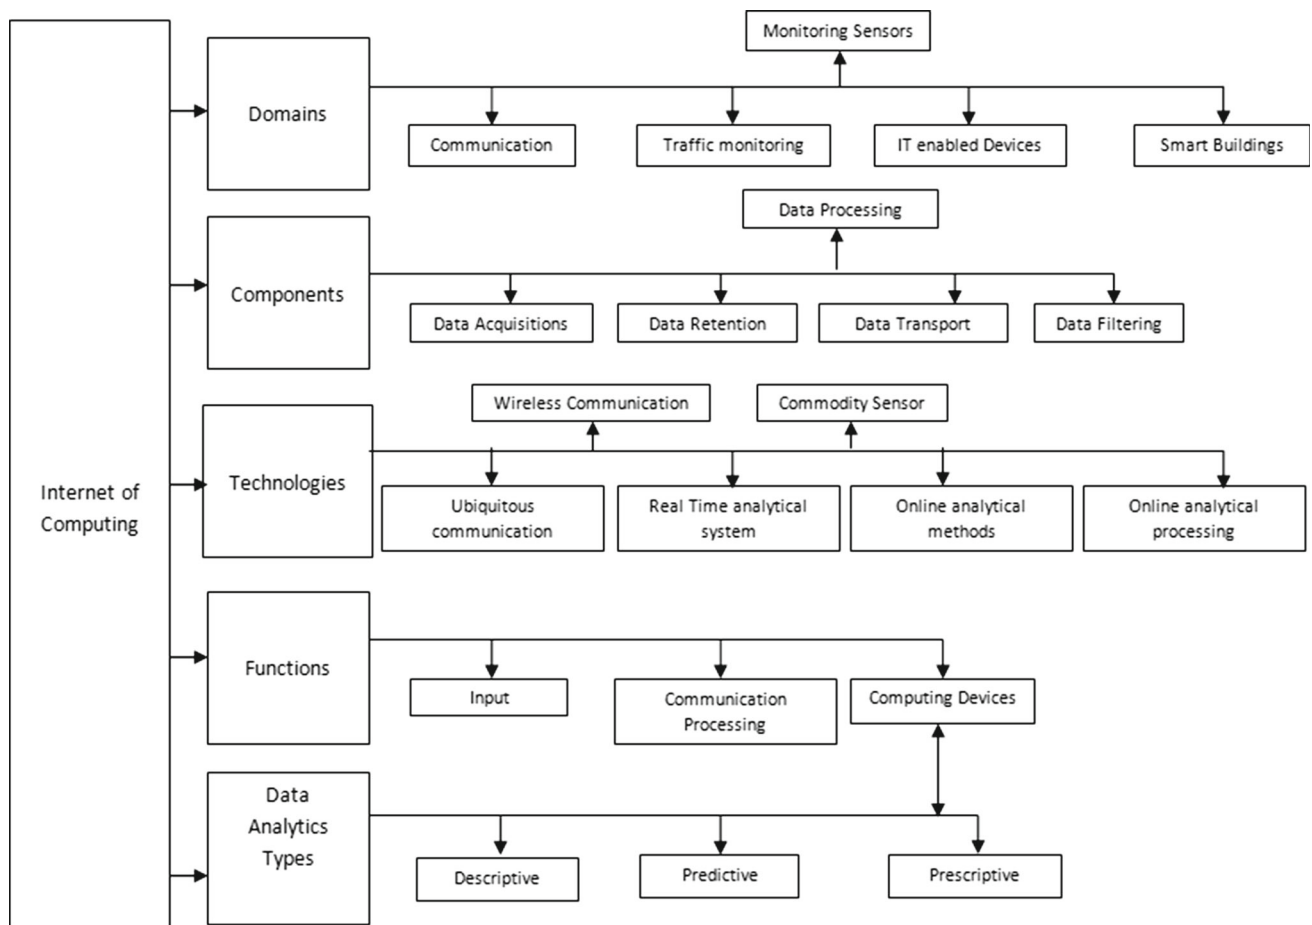 Monitoring Sensors
Domains
Communication
Traffic monitoring
IT enabled Devices
Smart Buildings
Data Processing
Components
Data Acquisitions
Data Retention
Data Transport
Data Filtering
Wireless Communication
Commodity Sensor
Internet of
Computing
Technologies
Ubiquitous
communication
Real Time analytical
system
Online analytical
methods
Online analytical
processing
Functions
Input
Communication
Processing
Computing Devices
Data
Analytics
Types
Descriptive
Predictive
Prescriptive